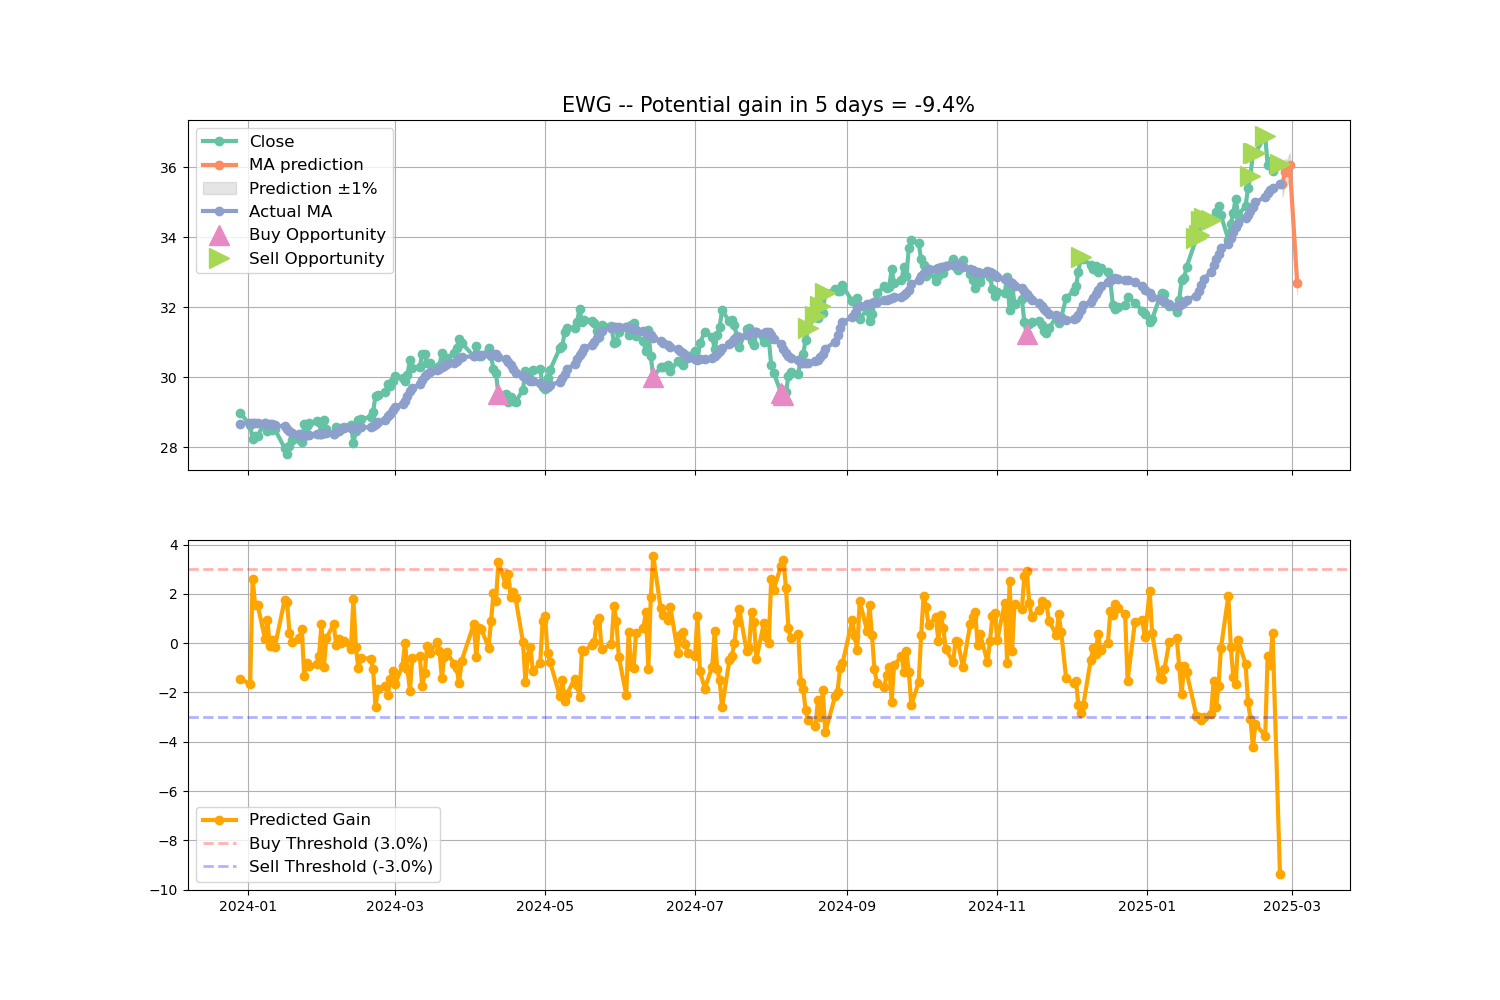 EWG -- Potential gain in 5 days = -9.4%
Close
MA prediction
Prediction ±1%
Actual MA
Buy Opportunity
Sell Opportunity
36
34
32
30
28
4
2
0
−2
−4
−6
−8
−10
Predicted Gain
Buy Threshold (3.0%)
Sell Threshold (-3.0%)
2024-01 2024-03 2024-05 2024-07 2024-09 2024-11 2025-01 2025-03